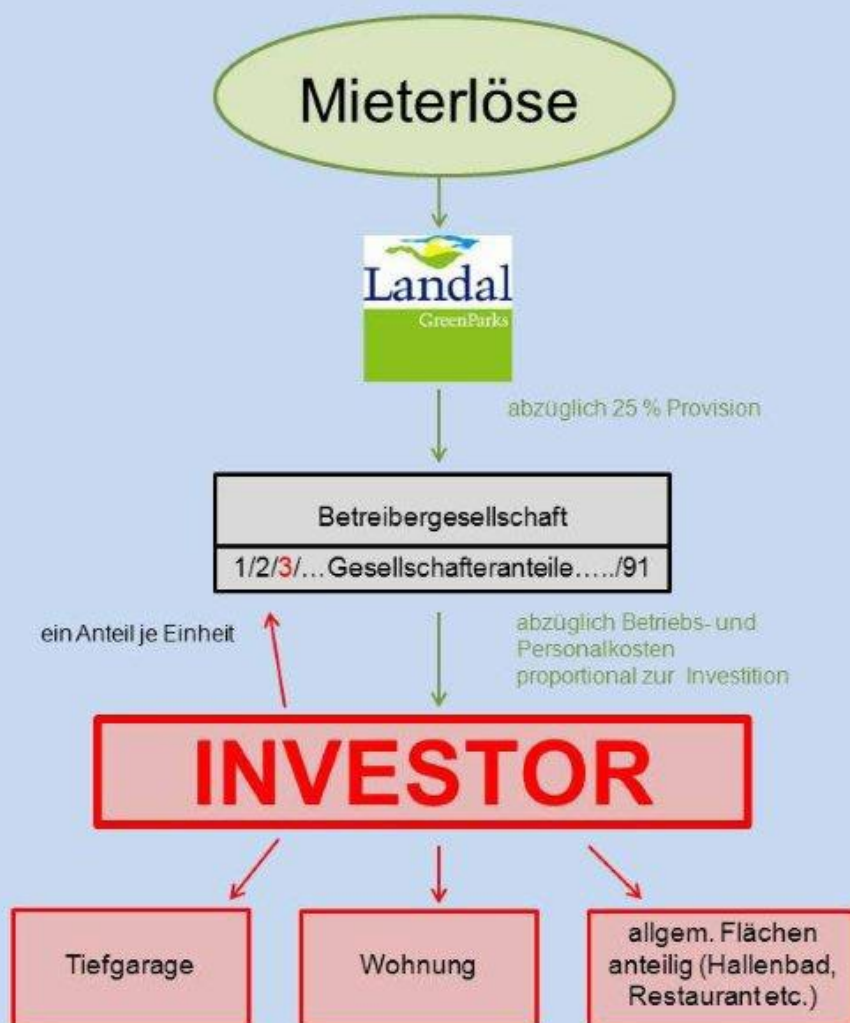 Mieterlöse
Landal
GreenParks
abzüglich 25 % Provision
Betreibergesellschaft
1/2/3/…Gesellschafteranteile…../91
ein Anteil je Einheit
abzüglich Betriebs- und
Personalkosten
proportional zur Investition
INVESTOR
Tiefgarage
Wohnung
allgem. Flächen
anteilig (Hallenbad,
Restaurant etc.)